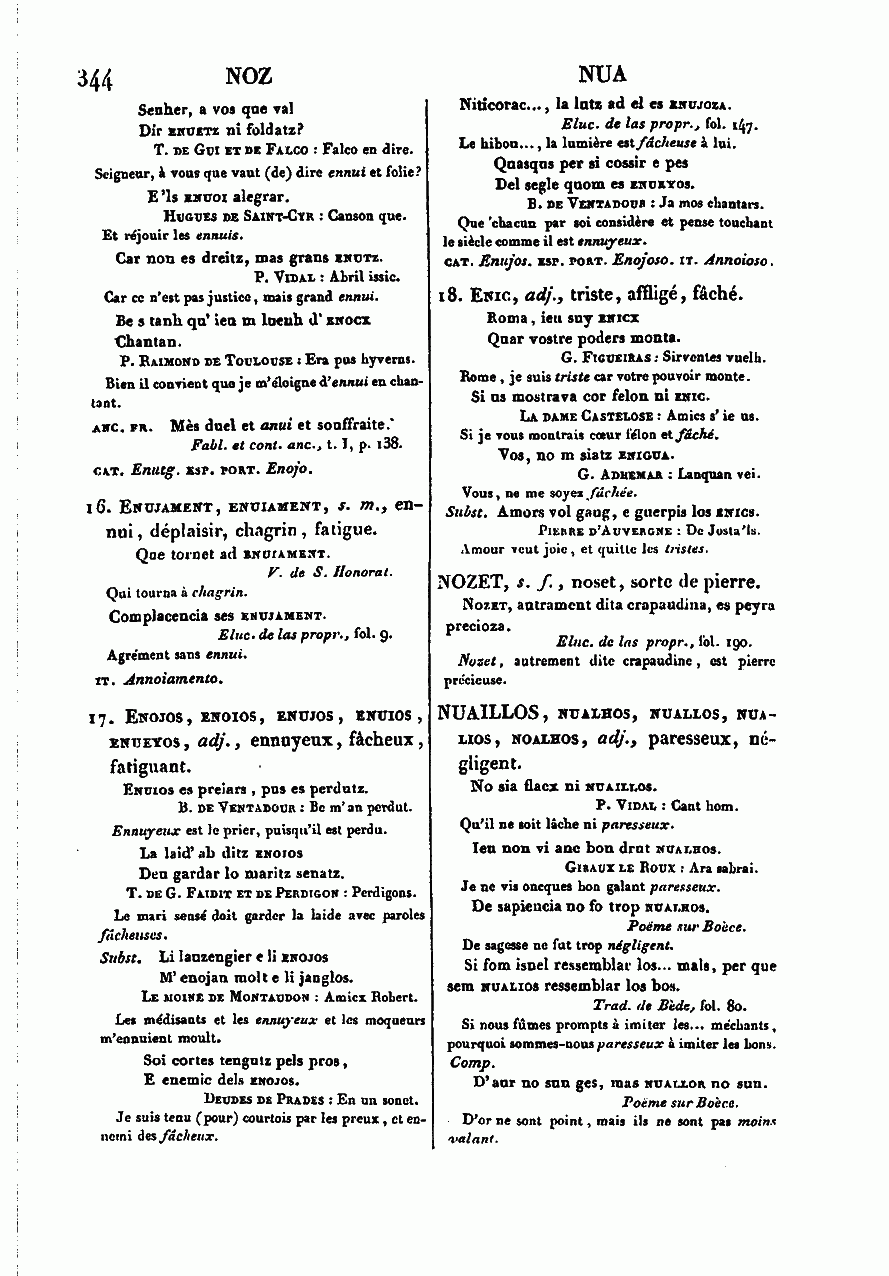 344 NOZ NUA
Senher, a vos que val
Dir ENUETZ ni foldatz?
T. DE GUI ET DE FALCO : Falco en dire.
Seigneur, à vous que vaut (de) dire ennui et folie?
E'ls ENUOI alegrar.
HUGUES DE SAINT-CYR : Canson que.
Et réjouir les ennuis.
Car non es dreitz, mas grans ENUTZ.
P. VIDAL : Abril issic.
Car ce n'est pas justice, mais grand ennui.
Be s tanh qu' ieu m luenh d'ENOCX
Chantan.
P. RAIMOND DE TOULOUSE : Era pus hyverns.
Bien il convient que je m'éloigne d'ennui en chan-
tant.
ANC. FR. Mès duel et anui et souffraite.
Fabl. et cont. anc., t. I, p. 138.
CAT. Enutg. ESP. PORT. Enojo.
16. ENUJAMENT, ENUIAMENT, s. m., en-
nui, déplaisir, chagrin, fatigue.
Que tornet ad ENUIAMENT.
V. de S. Honorat.
Qui tourna à chagrin.
Complacencia ses ENUJAMENT.
Eluc. de las propr., fol. 9.
Agrément sans ennui.
IT. Annoiamento.
17. ENOJOS, ENOIOS, ENUJOS, ENUIOS,
ENUEYOS, adj., ennuyeux, fâcheux,
fatiguant.
ENUIOS es preiars, pus es perdutz.
B. DE VENTADOUR : Be m'an perdut.
Ennuyeux est le prier, puisqu'il est perdu.
La laid' ab ditz ENOIOS
Deu gardar lo maritz senatz.
T. DE G. FAIDIT ET DE PERDIGON : Perdigons.
Le mari sensé doit garder la laide avec paroles
fâcheuses.
Subst. Li lauzengier e li ENOJOS
M'enojan molt e li janglos.
LE MOINE DE MONTAUDON : Amicx Robert.
Les médisants et les ennuyeux et les moqueurs
m'ennuient moult.
Soi cortes tengutz pels pros,
E enemic dels ENOJOS.
DEUDES DE PRADES : En un sonet.
Je suis tenu (pour) courtois par les preux, et en-
nemi des fâcheux.
Niticorac..., la lutz ad el es ENUJOZA.
Eluc. de las propr., fol. 147.
Le hibou..., la lumière est fâcheuse à lui.
Quasqus per si cossir e pes
Del segle quom es ENUEYOS.
B. DE VENTADOUR : Ja mos chantars.
Que chacun par soi considère et pense touchant
le siècle comme il est ennuyeux.
CAT. Enujos. ESP. PORT. Enojoso. IT. Annoioso.
18. ENIC, adj., triste, affligé, fâché.
Roma, ieu suy ENICX
Quar vostre poders monta.
G. FIGUEIRAS : Sirventes vuelh.
Rome, je suis triste car votre pouvoir monte.
Si us mostrava cor felon ni ENIC.
LA DAME CASTELOSE : Amics s'ie us.
Si je vous montrais cœur félon et fâché.
Vos, no m siatz ENIGUA.
G. ADHEMAR : Lanquan vei.
Vous, ne me soyez fâchée.
Subst. Amors vol gaug, e guerpis los ENICS.
PIERRE D'AUVERGNE : De Josta'ls.
Amour veut joie, et quitte les tristes.
NOZET, s. f., noset, sorte de pierre.
NOZET, autrament dita crapaudina, es peyra
precioza.
Eluc. de las propr., fol. 190.
Nozet, autrement dite crapaudine, est pierre
précieuse.
NUAILLOS, NUALHOS, NUALLOS, NUA-
LIOS, NOALHOS, adj., paresseux, né-
gligent.
No sia flacx ni NUAILLOS.
P. VIDAL : Cant hom.
Qu'il ne soit lâche ni paresseux.
Ieu non vi anc bon drut NUALHOS.
GIRAUX LE ROUX : Ara sabrai.
Je ne vis oncques bon galant paresseux.
De sapiencia no fo trop NUALHOS.
Poëme sur Boèce.
De sagesse ne fut trop négligent.
Si fom isnel ressemblar los... mals, per que
sem NUALIOS ressemblar los bos.
Trad. de Bède, fol. 80.
Si nous fûmes prompts à imiter les... méchants,
pourquoi sommes-nous paresseux à imiter les bons.
Comp.
D'aur no sun ges, mas NUALLOR no sun.
Poëme sur Boèce.
D'or ne sont point, mais ils ne sont pas moins
valant.